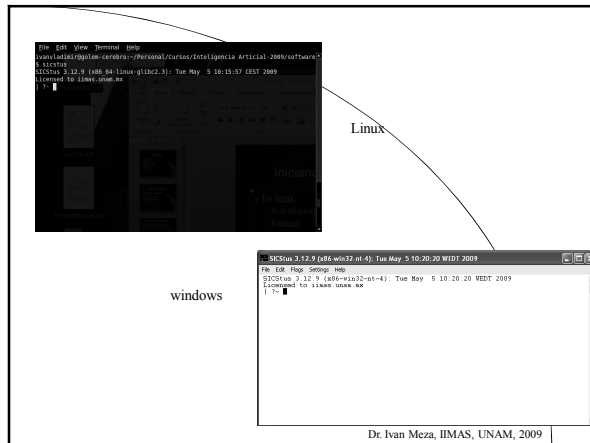 File Edit View Terminal Help
ivanvladimir@golem-cerebro:~/Personal/Cursos/Inteligencia Articial-2009/software
$ sicstus
SICStus 3.12.9 (x86_64-linux-glibc2.3): Tue May 5 10:15:57 CEST 2009
Licensed to iimas.unam.mx
| ?-
Iniciand
En linux
Linux
SICStus 3.12.9 (x86-win32-nt-4): Tue May 5 10:20:20 WEDT 2009
File Edit Flags Settings Help
SICStus 3.12.9 (x86-win32-nt-4): Tue May 5 10:20:20 WEDT 2009
Licensed to iimas.unam.mx
| ?-
windows
Dr. Ivan Meza, IIMAS, UNAM, 2009